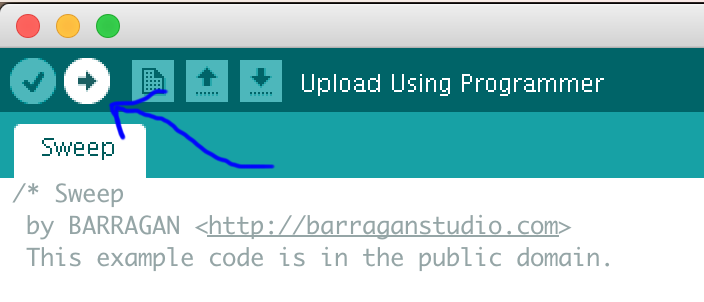 Upload Using Programmer
Sweep
/* Sweep
by BARRAGAN <http://barraganstudio.com>
This example code is in the public domain.